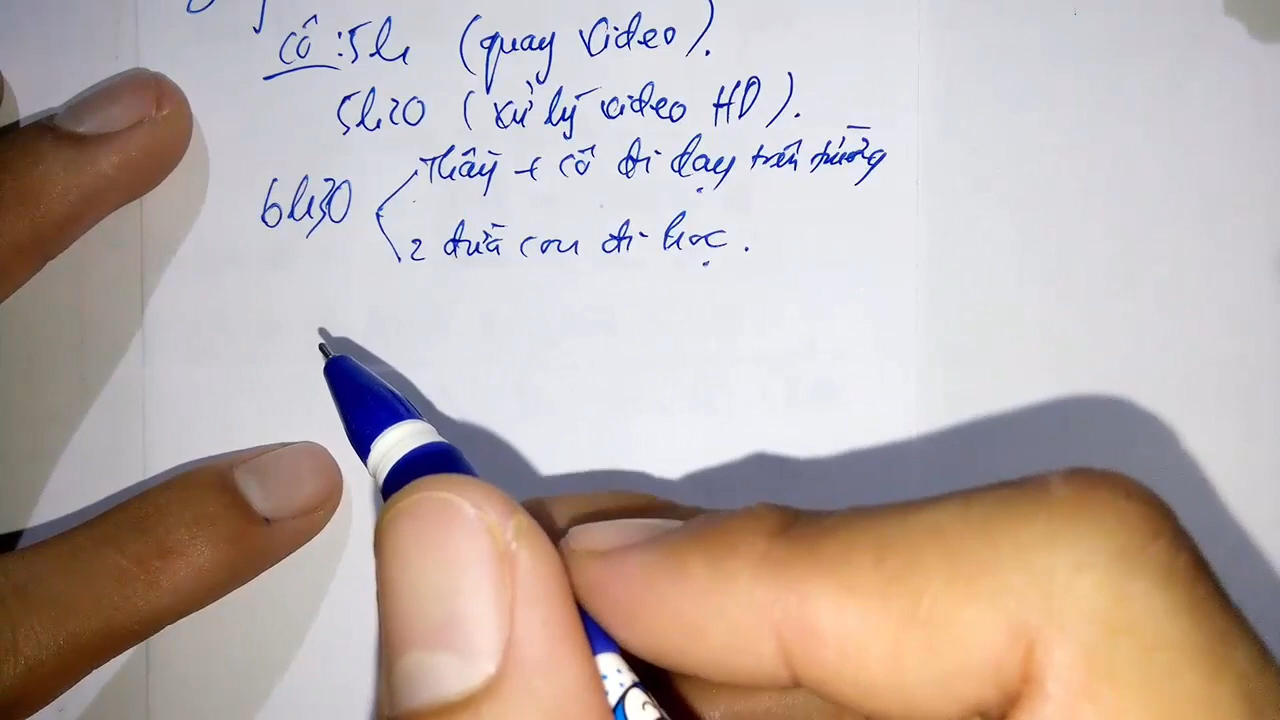 cô : 5h (quay video).
5h20 (xử lý video HD).
6h30
Thầy + cô đi dạy trên trường
2 đứa con đi học.